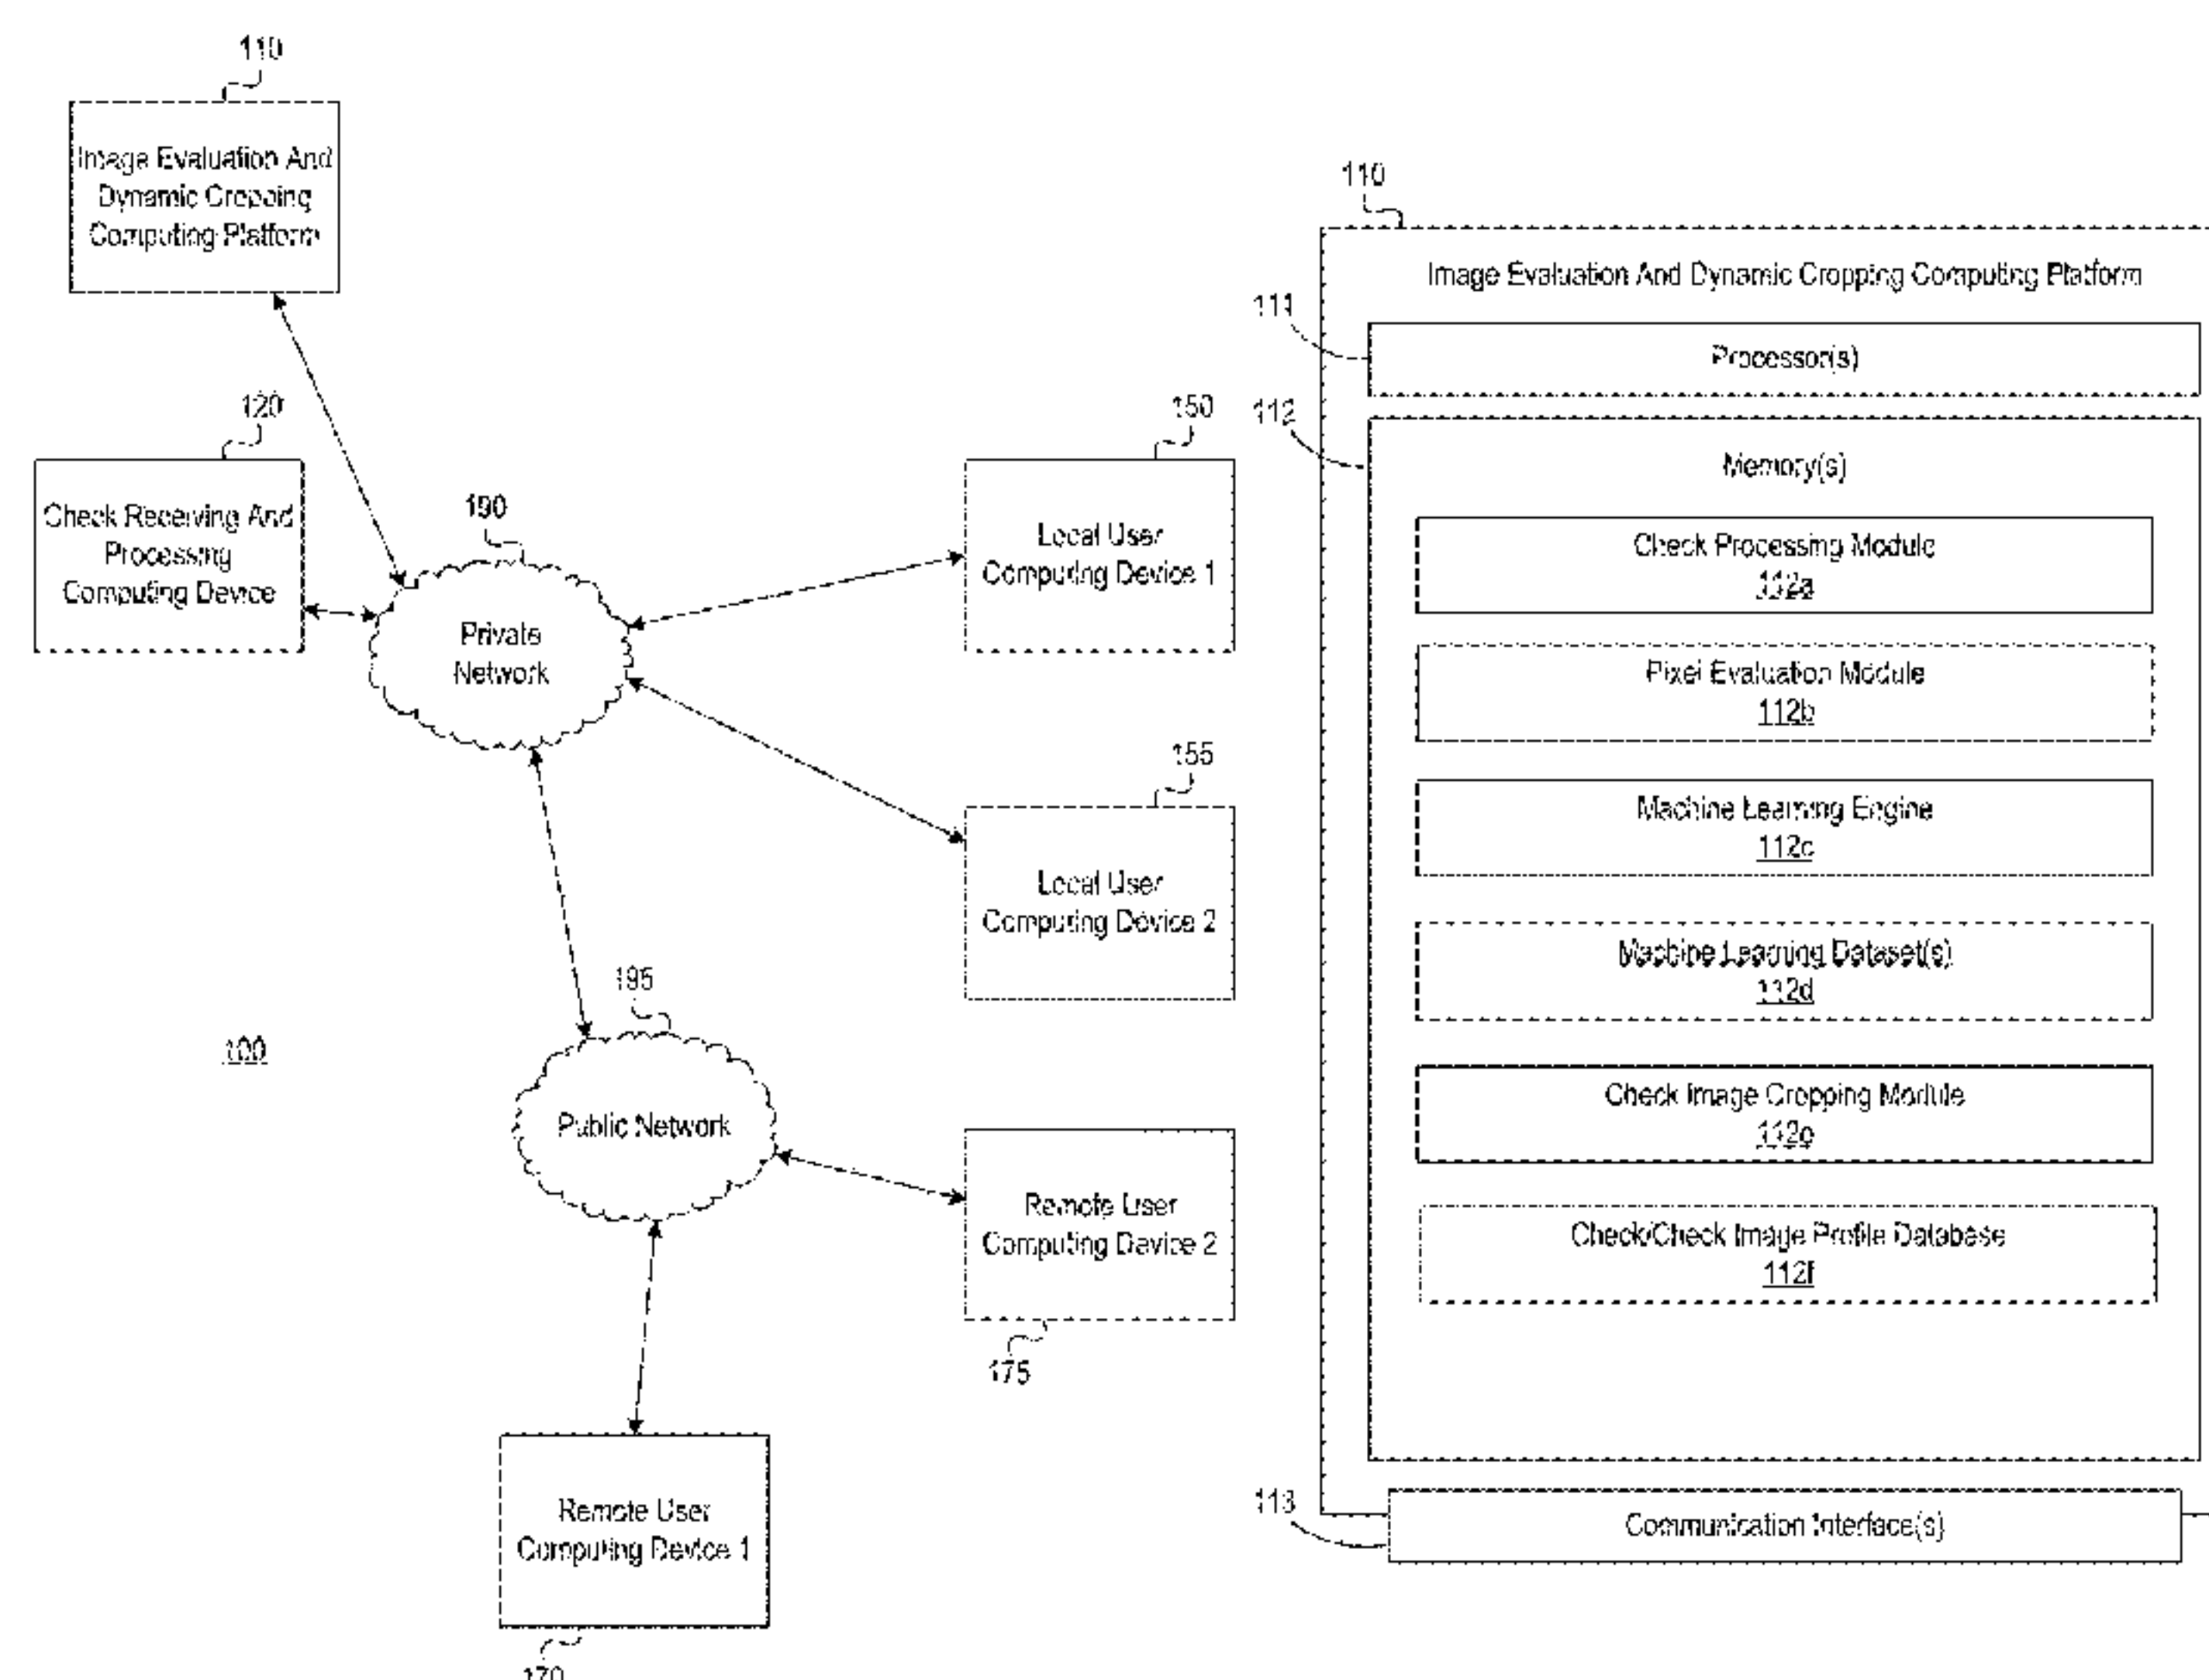 110
Image Evaluation And
Dynamic Cropping
Computing Platform
120
Check Receiving And
Processing
Computing Device
190
Private
Network
150
Local User
Computing Device 1
155
Local User
Computing Device 2
195
Public Network
100
Remote User
Computing Device 2
175
Remote User
Computing Device 1
170
110
Image Evaluation And Dynamic Cropping Computing Platform
111
Processor(s)
112
Memory(s)
Check Processing Module
112a
Pixel Evaluation Module
112b
Machine Learning Engine
112c
Machine Learning Dataset(s)
112d
Check Image Cropping Module
112e
Check/Check Image Profile Database
112f
113
Communication Interface(s)